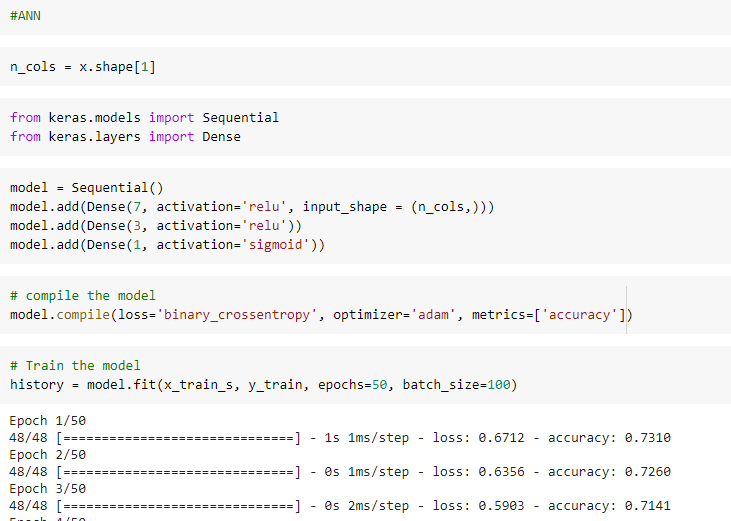 #ANN
n_cols = x.shape[1]
from keras.models import Sequential
from keras.layers import Dense
model = Sequential()
model.add(Dense(7, activation='relu', input_shape = (n_cols,)))
model.add(Dense(3, activation='relu'))
model.add(Dense(1, activation='sigmoid'))
# compile the model
model.compile(loss='binary_crossentropy', optimizer='adam', metrics=['accuracy'])
# Train the model
history = model.fit(x_train_s, y_train, epochs=50, batch_size=100)
Epoch 1/50
48/48 [==============================] - 1s 1ms/step - loss: 0.6712 - accuracy: 0.7310
Epoch 2/50
48/48 [==============================] - 0s 1ms/step - loss: 0.6356 - accuracy: 0.7260
Epoch 3/50
48/48 [==============================] - 0s 2ms/step - loss: 0.5903 - accuracy: 0.7141